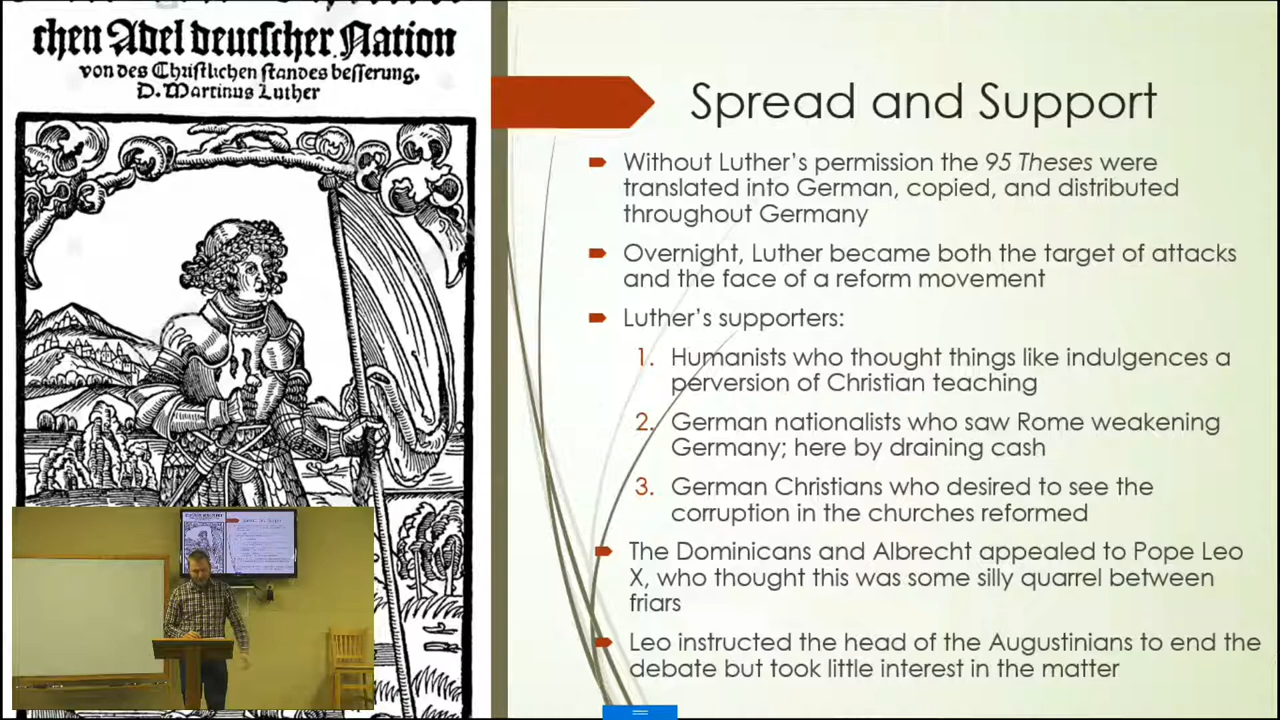 chen Adel deutscher Nation
von des Christlichen standes besserung.
D. Martinus Luther
Spread and Support
Without Luther's permission the 95 Theses were
translated into German, copied, and distributed
throughout Germany
Overnight, Luther became both the target of attacks
and the face of a reform movement
Luther's supporters:
1. Humanists who thought things like indulgences a
perversion of Christian teaching
2. German nationalists who saw Rome weakening
Germany; here by draining cash
3. German Christians who desired to see the
corruption in the churches reformed
The Dominicans and Albrecht appealed to Pope Leo
X, who thought this was some silly quarrel between
friars
Leo instructed the head of the Augustinians to end the
debate but took little interest in the matter